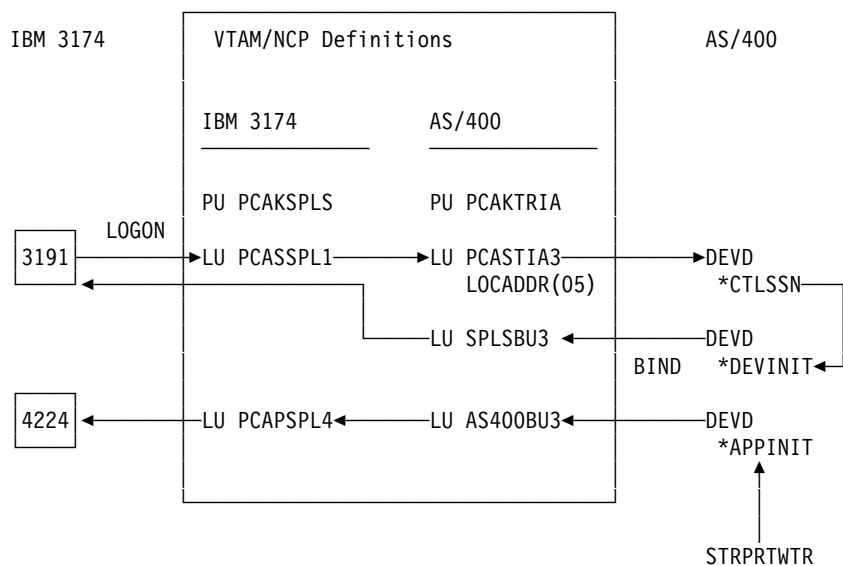 IBM 3174 VTAM/NCP Definitions AS/400
IBM 3174 AS/400
PU PCAKSPLS PU PCAKTRIA
LOGON
3191 LU PCASSPL1 LU PCASTIA3 DEVD
LOCADDR(05) *CTLSSN
LU SPLSBU3 DEVD
BIND *DEVINIT
4224 LU PCAPSPL4 LU AS400BU3 DEVD
*APPINIT
STRPRTWTR